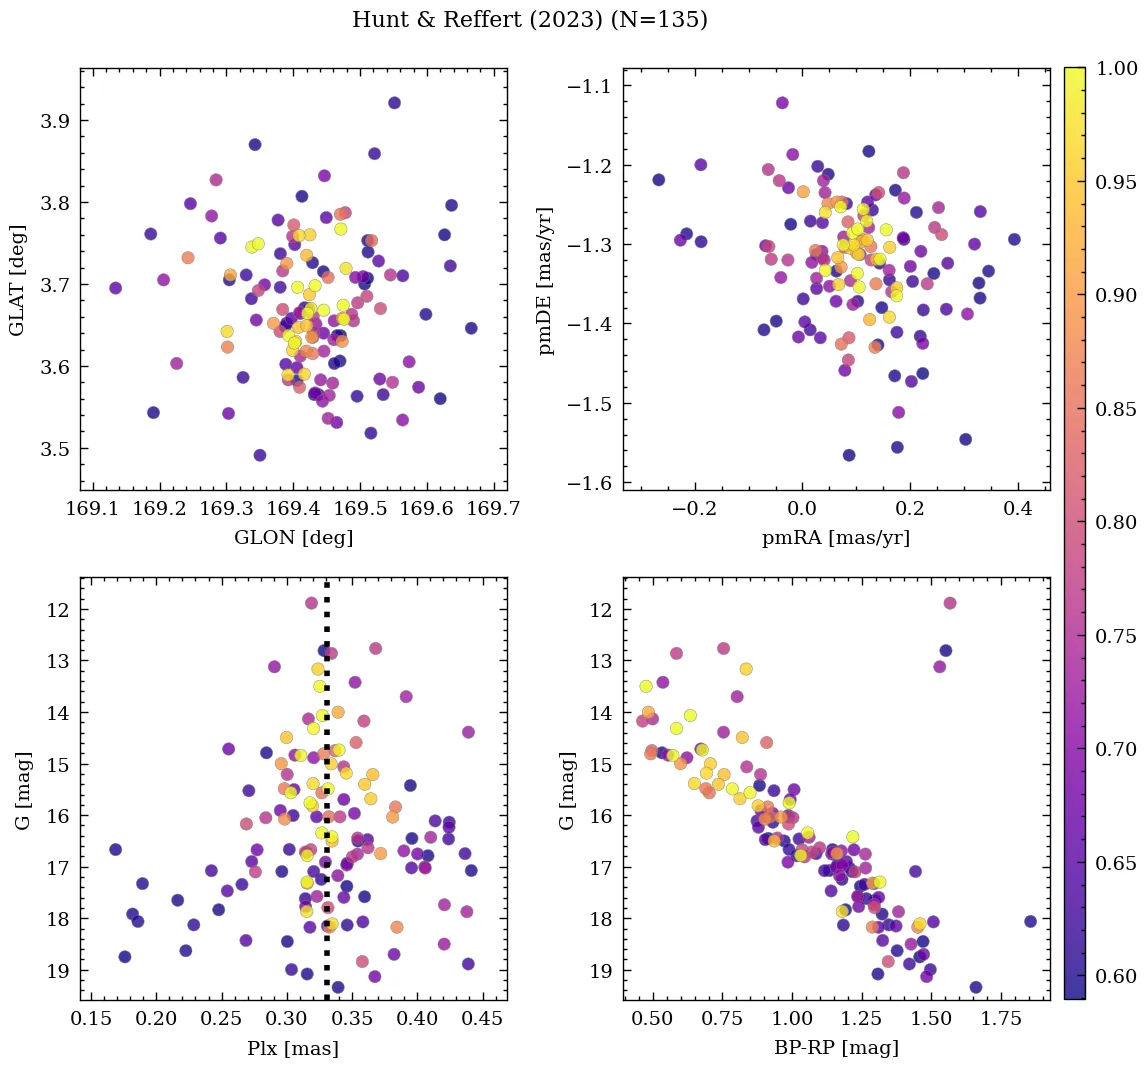 Hunt & Reffert (2023) (N=135)
3.9
3.8
3.7
3.6
3.5
GLAT [deg]
169.1 169.2 169.3 169.4 169.5 169.6 169.7
GLON [deg]
−1.1
−1.2
−1.3
−1.4
−1.5
−1.6
pmDE [mas/yr]
−0.2 0.0 0.2 0.4
pmRA [mas/yr]
12
13
14
15
16
17
18
19
G [mag]
0.15 0.20 0.25 0.30 0.35 0.40 0.45
Plx [mas]
12
13
14
15
16
17
18
19
G [mag]
0.50 0.75 1.00 1.25 1.50 1.75
BP-RP [mag]
1.00
0.95
0.90
0.85
0.80
0.75
0.70
0.65
0.60